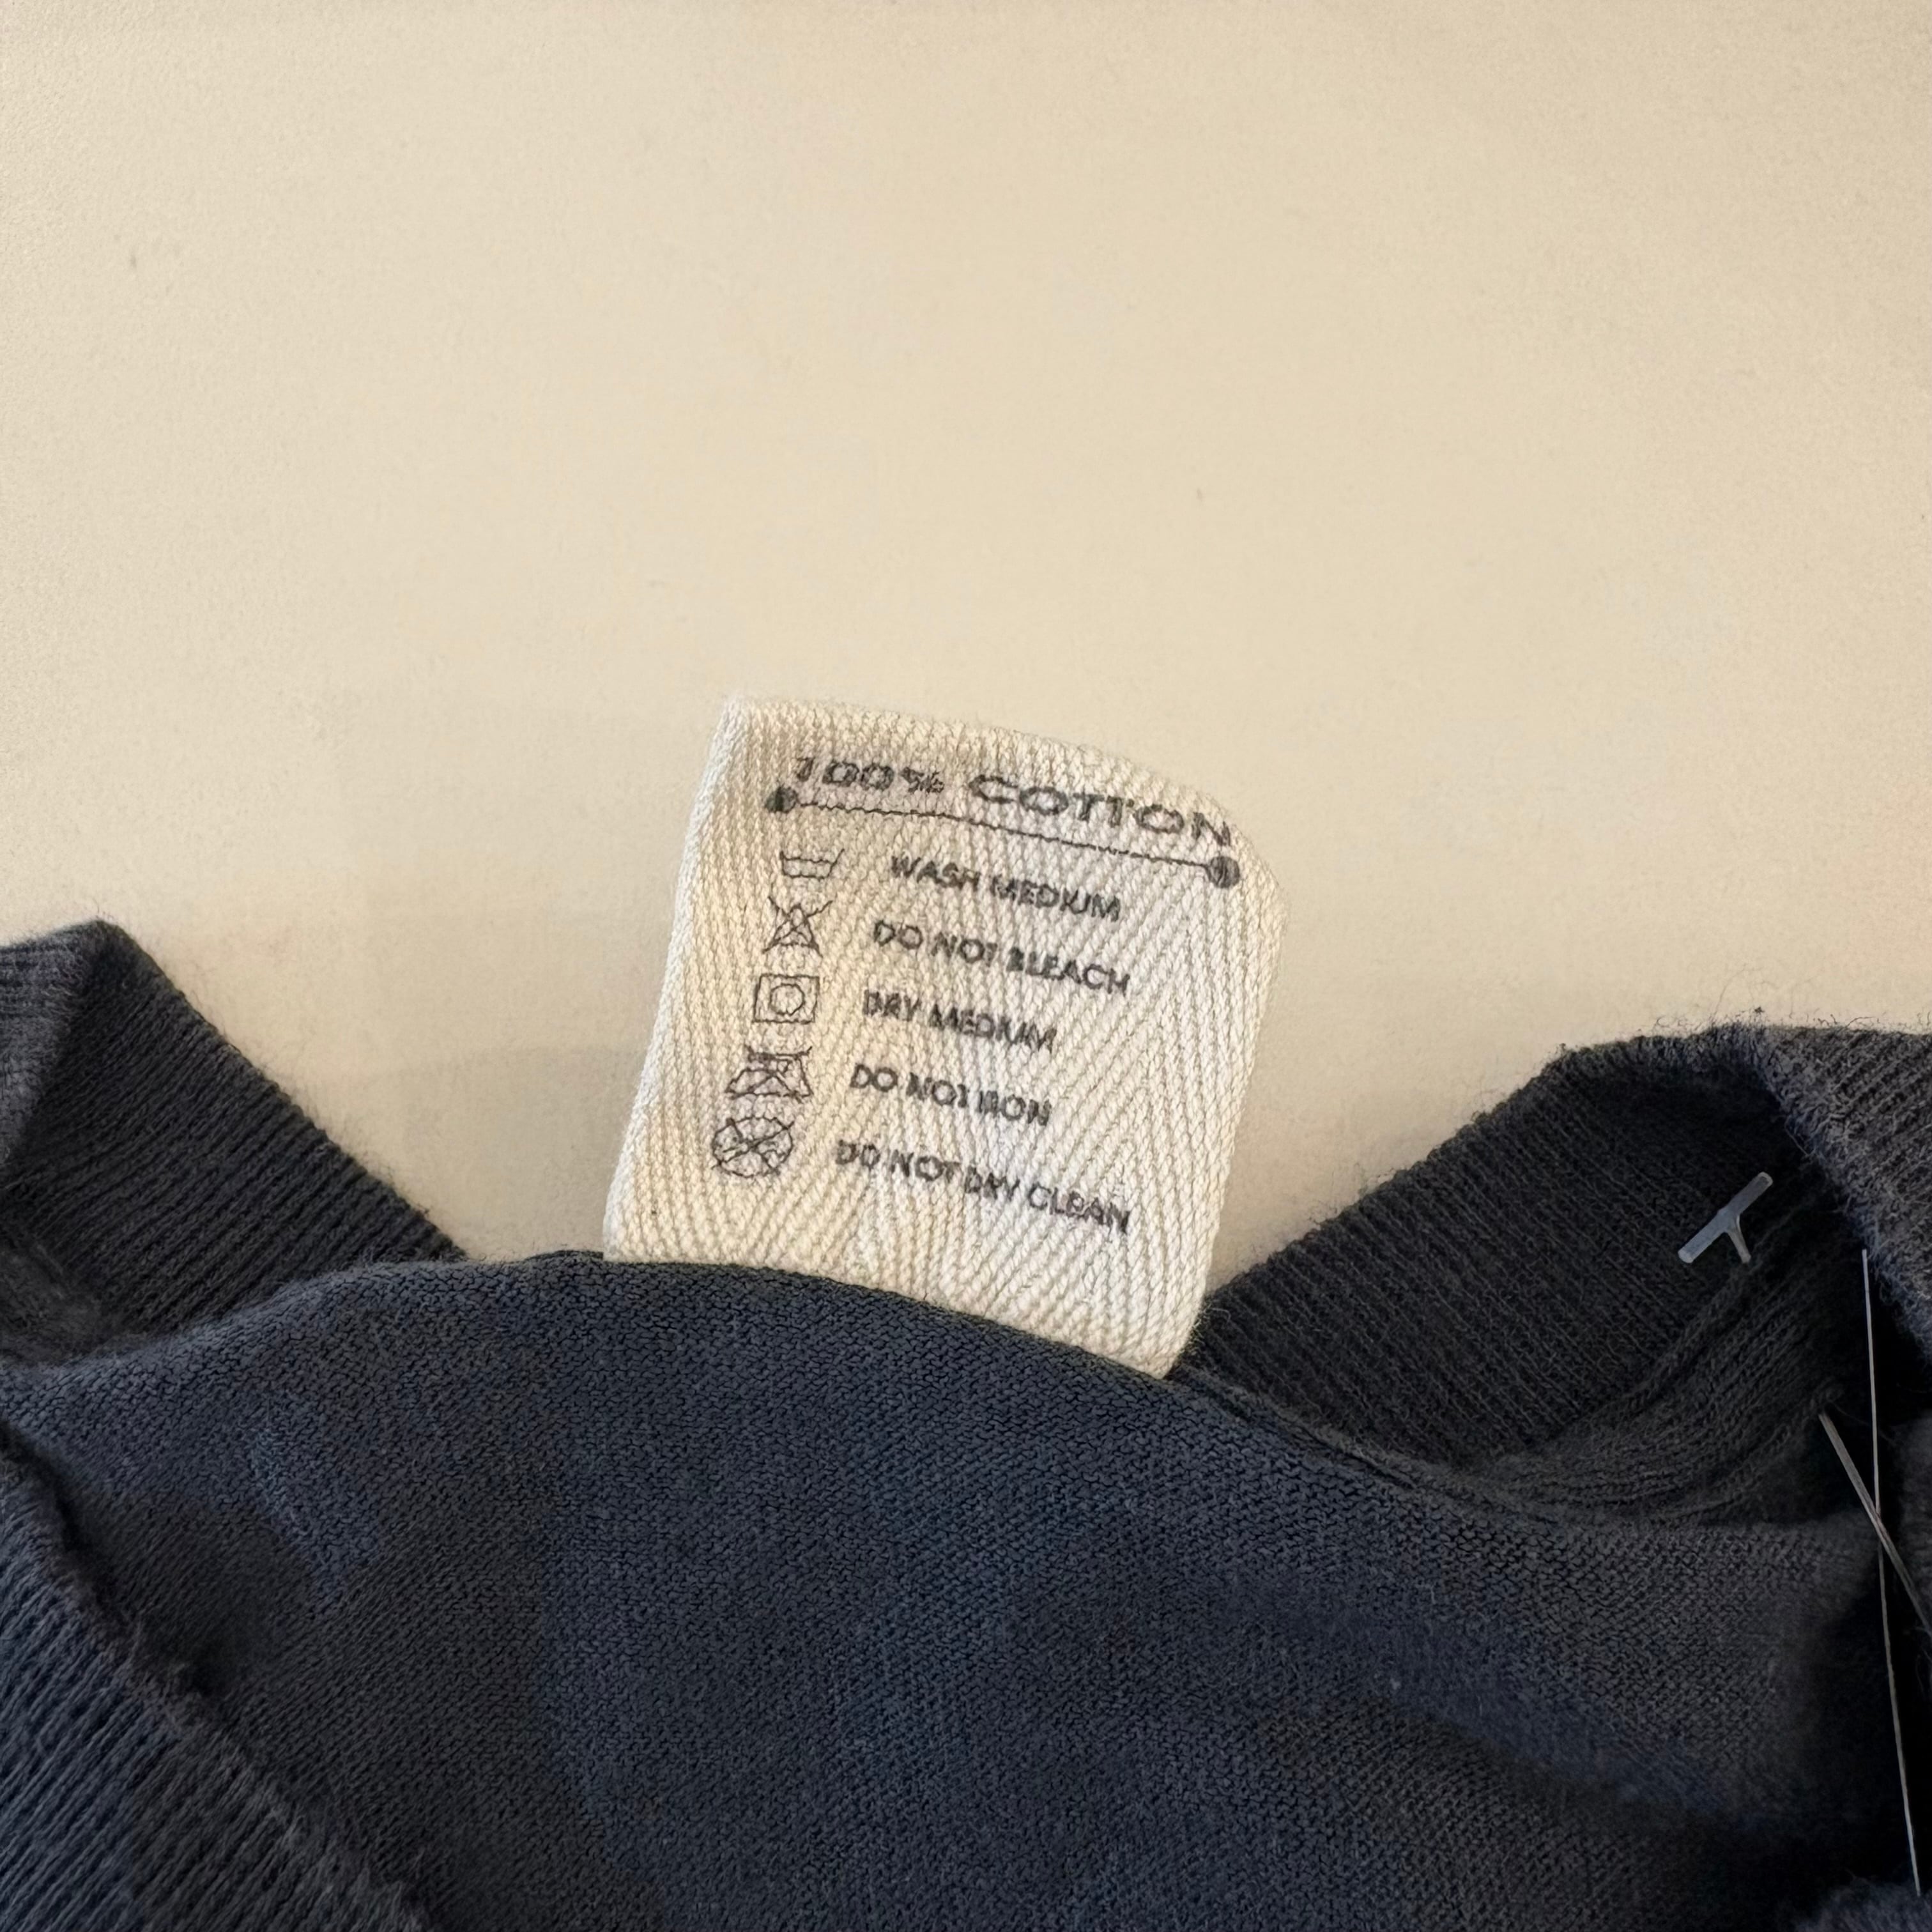 100% COTTON
WASH MEDIUM
DO NOT BLEACH
DRY MEDIUM
DO NOT IRON
DO NOT DRY CLEAN